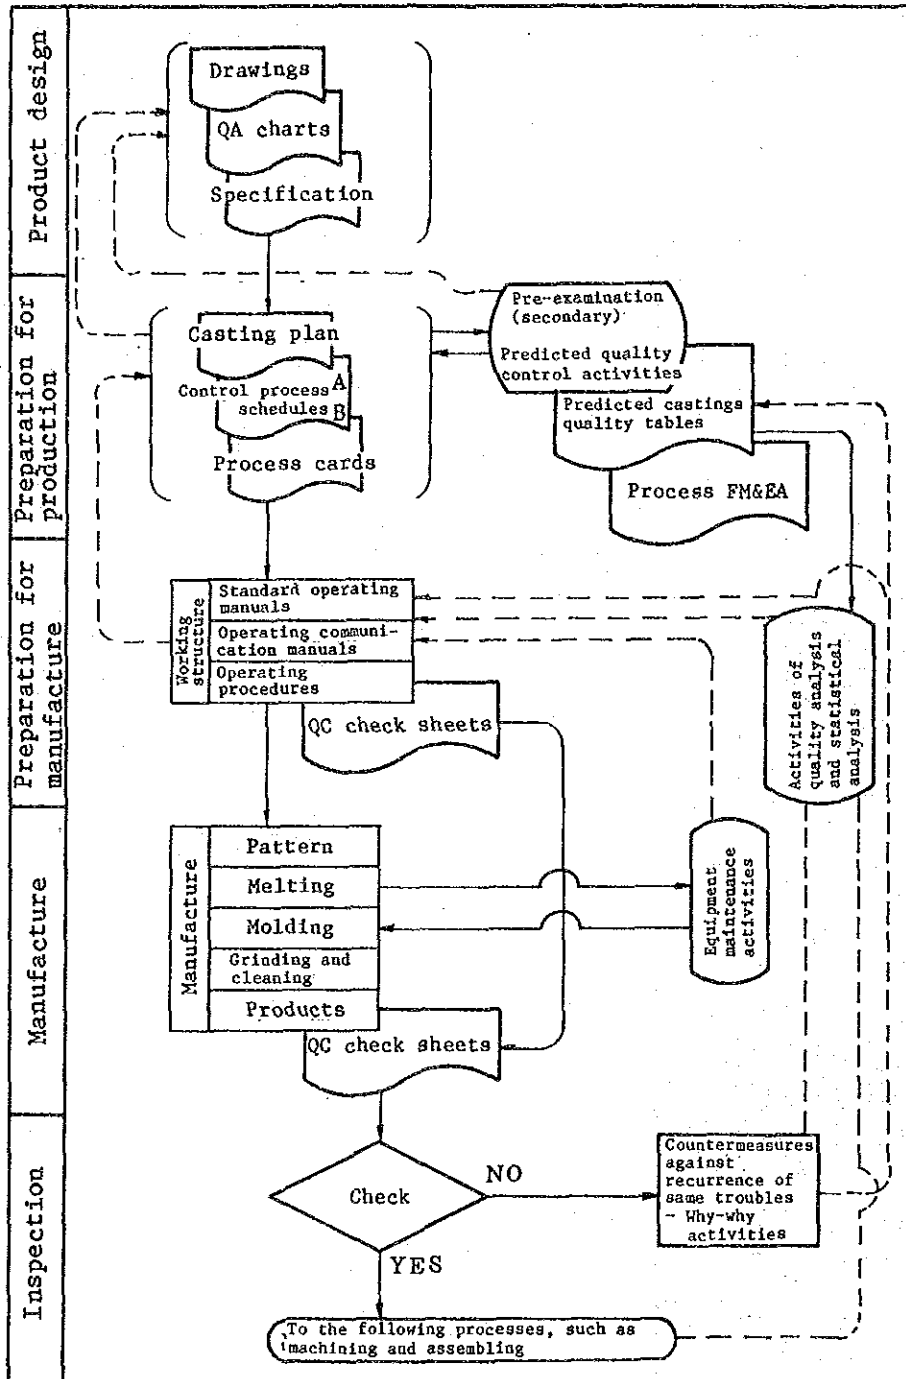 Product design
Drawings
QA charts
Specification
Preparation for
production
Casting plan
Control process A
schedules B
Process cards
Pre-examination
(secondary)
Predicted quality
control activities
Predicted castings
quality tables
Process FM&EA
Preparation for
manufacture
Working
structure
Standard operating
manuals
Operating communi-
cation manuals
Operating
procedures
QC check sheets
Activities of
quality analysis
and statistical
analysis
Manufacture
Manufacture
Pattern
Melting
Molding
Grinding and
cleaning
Products
QC check sheets
Equipment
maintenance
activities
Inspection
Check
NO
YES
Countermeasures
against
recurrence of
same troubles
- Why-why
activities
To the following processes, such as
machining and assembling